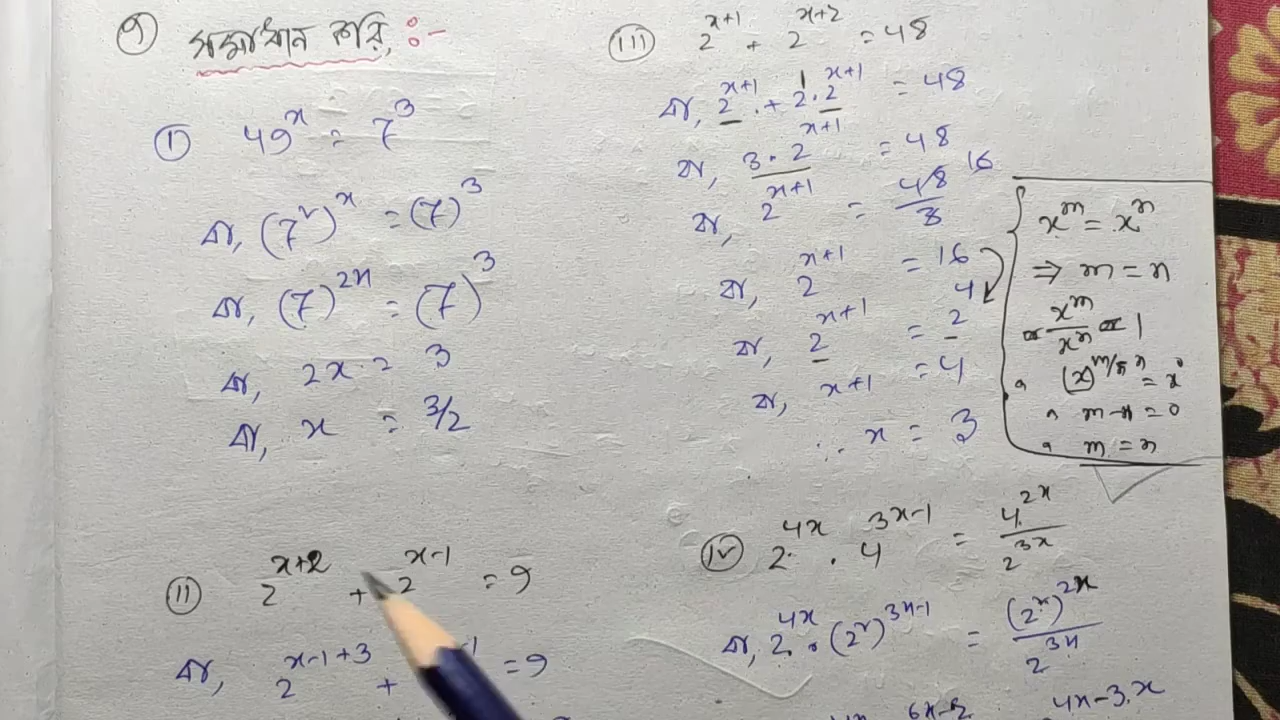 ৭) সমাধান করি, :-
(I) 49^x = 7^3
বা, (7^2)^x = (7)^3
বা, (7)^{2x} = (7)^3
বা, 2x = 3
বা, x = 3/2
(II) 2^{x+2} + 2^{x-1} = 9
বা, 2^{x-1+3} + = 9
(III) 2^{x+1} + 2^{x+2} = 48
বা, 2^{x+1} + 2^1.2^{x+1} = 48
বা, 3.2^{x+1} = 48
বা, 2^{x+1} = 48/3 16
বা, 2^{x+1} = 16
বা, 2^{x+1} = 2^4
বা, x+1 = 4
∴ x = 3
x^m = x^n
⇒ m = n
x^m/x^n = 1
m-n = 0
m = n
(IV) 2^{4x} . 4^{3x-1} = 4^{2x}/2^{3x}
বা, 2^{4x} . (2^2)^{3x-1} = (2^2)^{2x}/2^{3x}
4x-3x